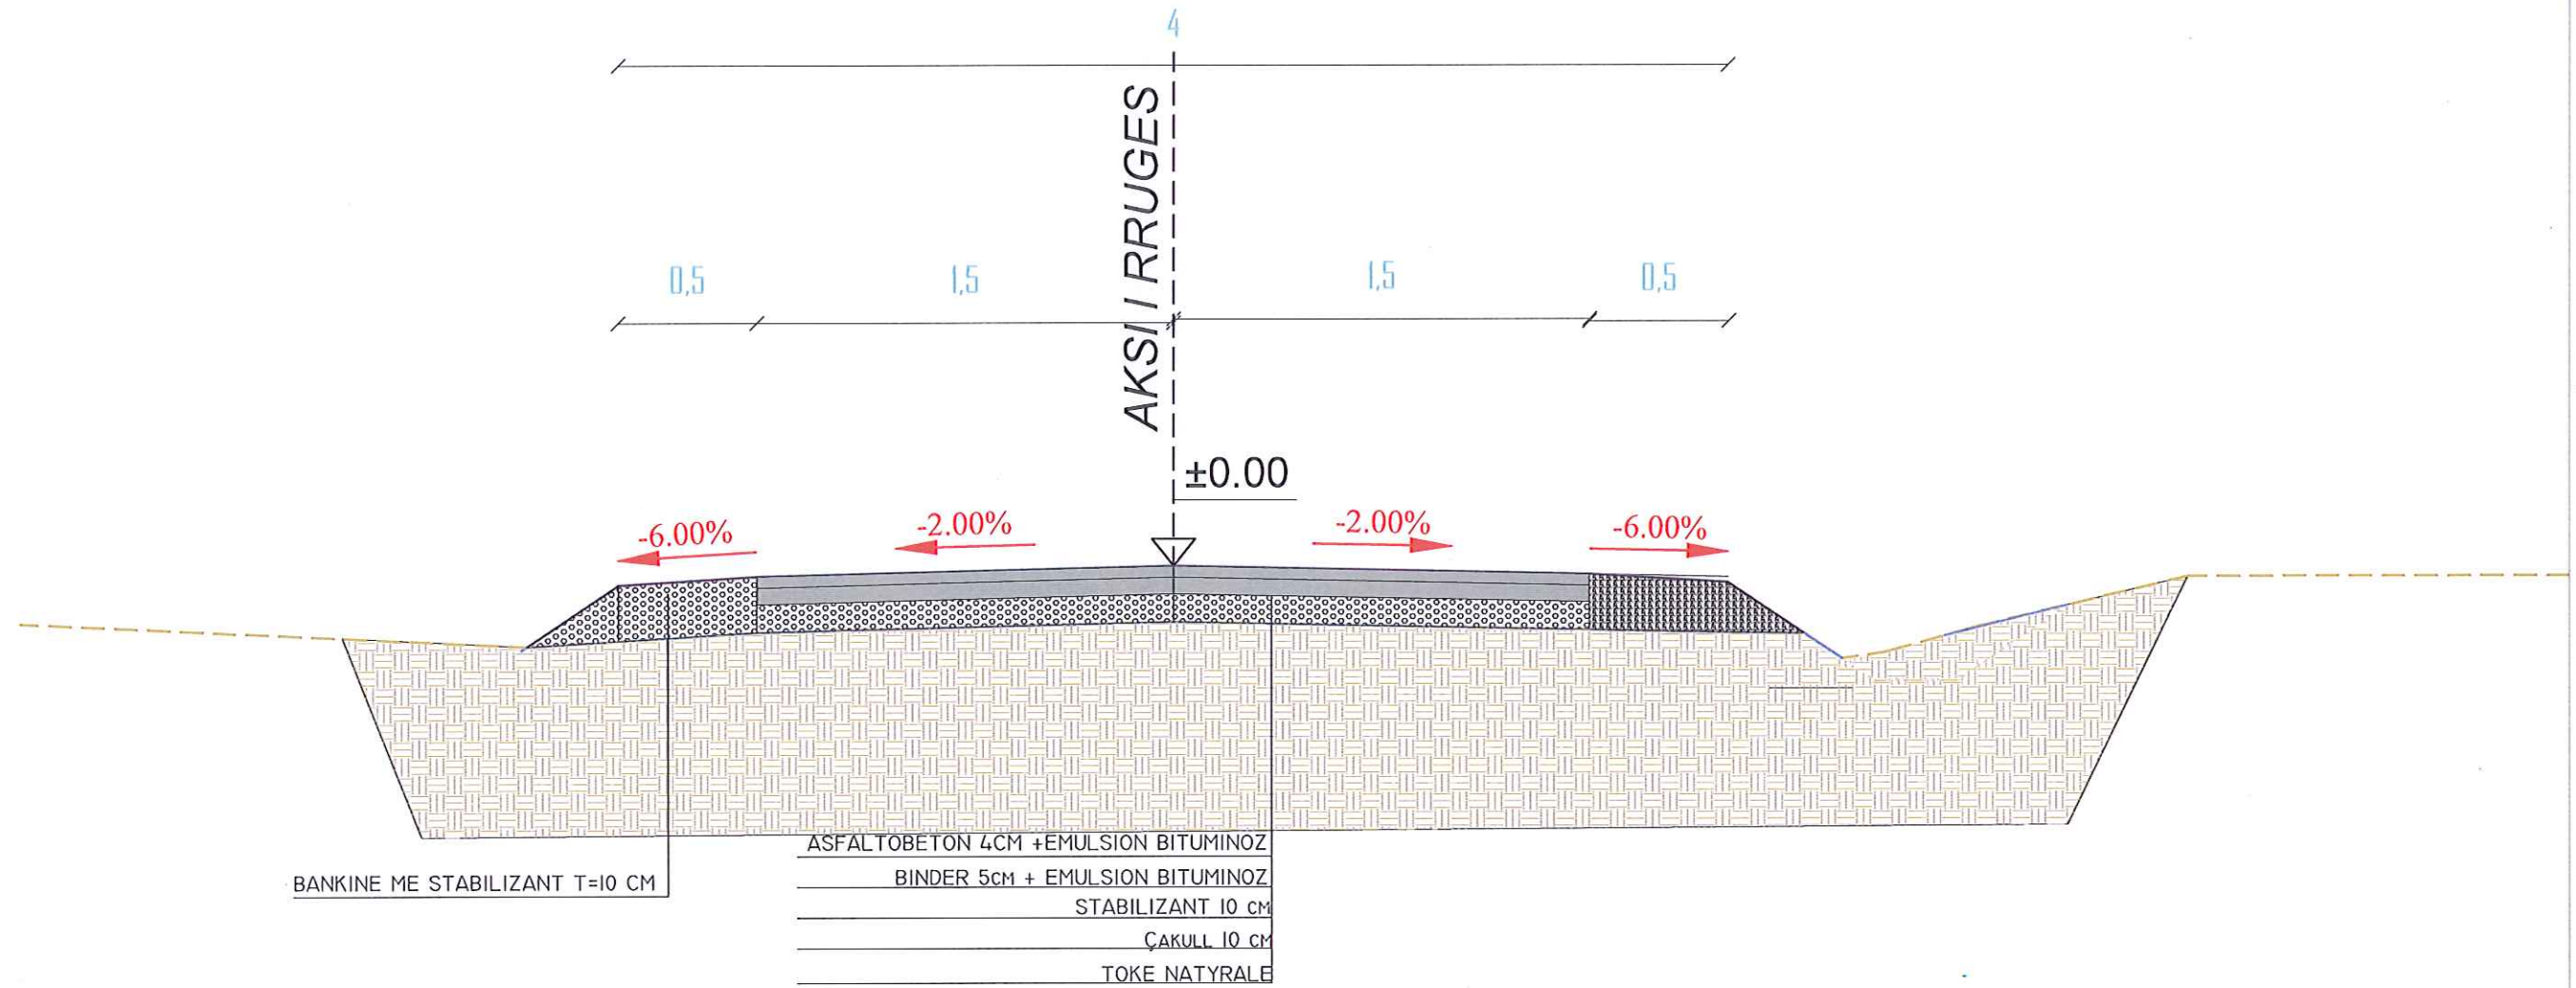 4
AKSI I RRUGES
0,5
1,5
1,5
0,5
±0.00
-6.00%
-2.00%
-2.00%
-6.00%
ASFALTOBETON 4CM +EMULSION BITUMINOZ
BINDER 5CM + EMULSION BITUMINOZ
BANKINE ME STABILIZANT T=10 CM
STABILIZANT 10 CM
ÇAKULL 10 CM
TOKE NATYRALE